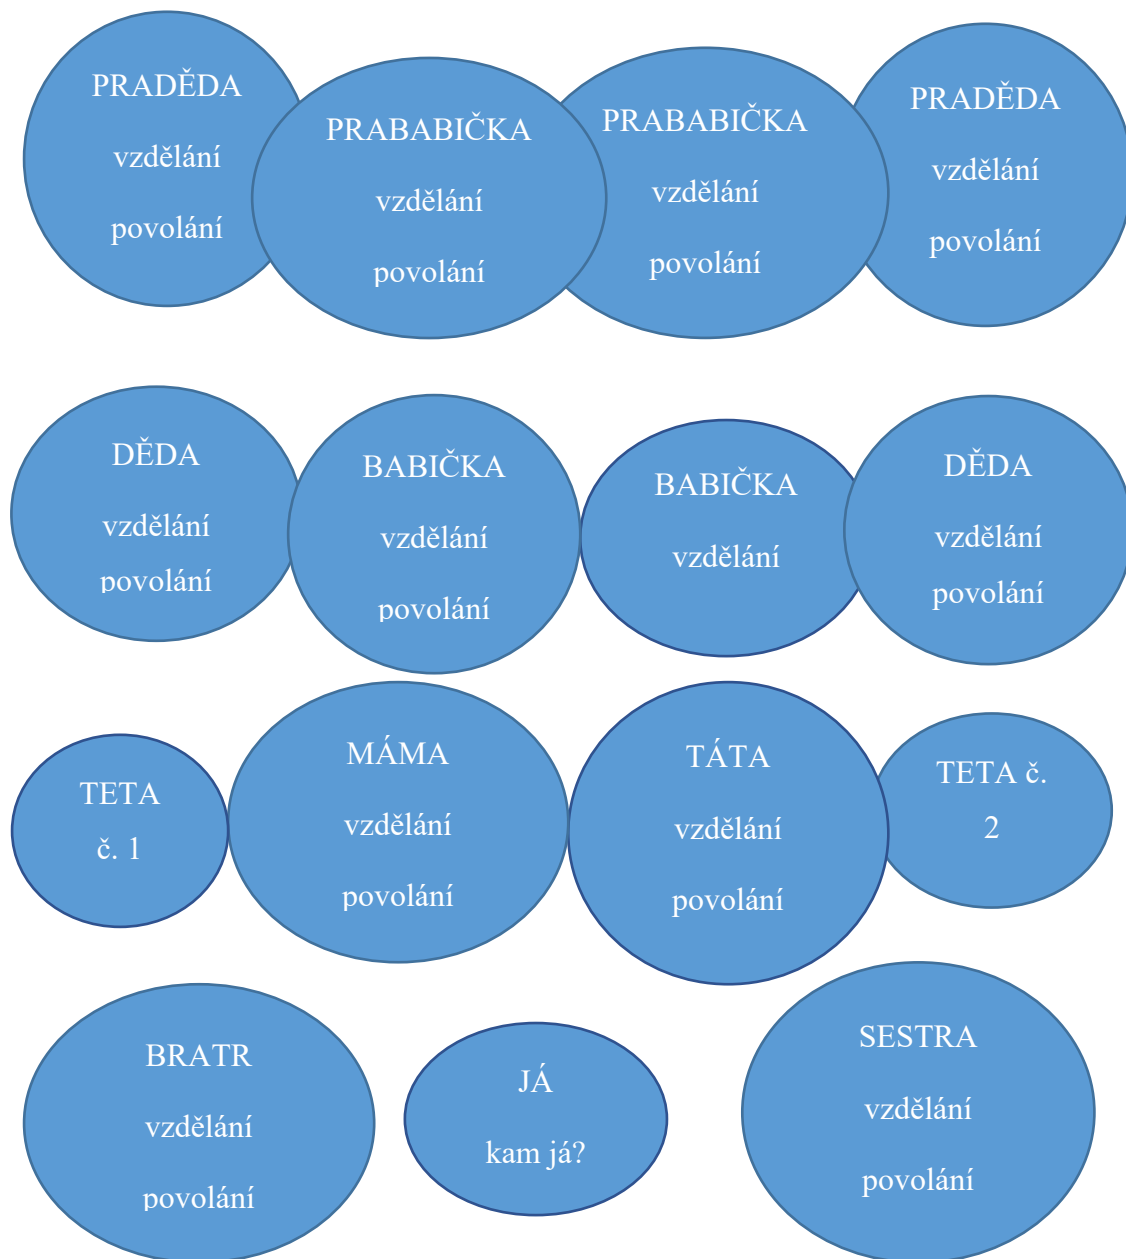 PRADĚDA
vzdělání
povolání
PRABABIČKA
vzdělání
povolání
PRABABIČKA
vzdělání
povolání
PRADĚDA
vzdělání
povolání
DĚDA
vzdělání
povolání
BABIČKA
vzdělání
povolání
BABIČKA
vzdělání
DĚDA
vzdělání
povolání
TETA
č. 1
MÁMA
vzdělání
povolání
TÁTA
vzdělání
povolání
TETA č.
2
BRATR
vzdělání
povolání
JÁ
kam já?
SESTRA
vzdělání
povolání